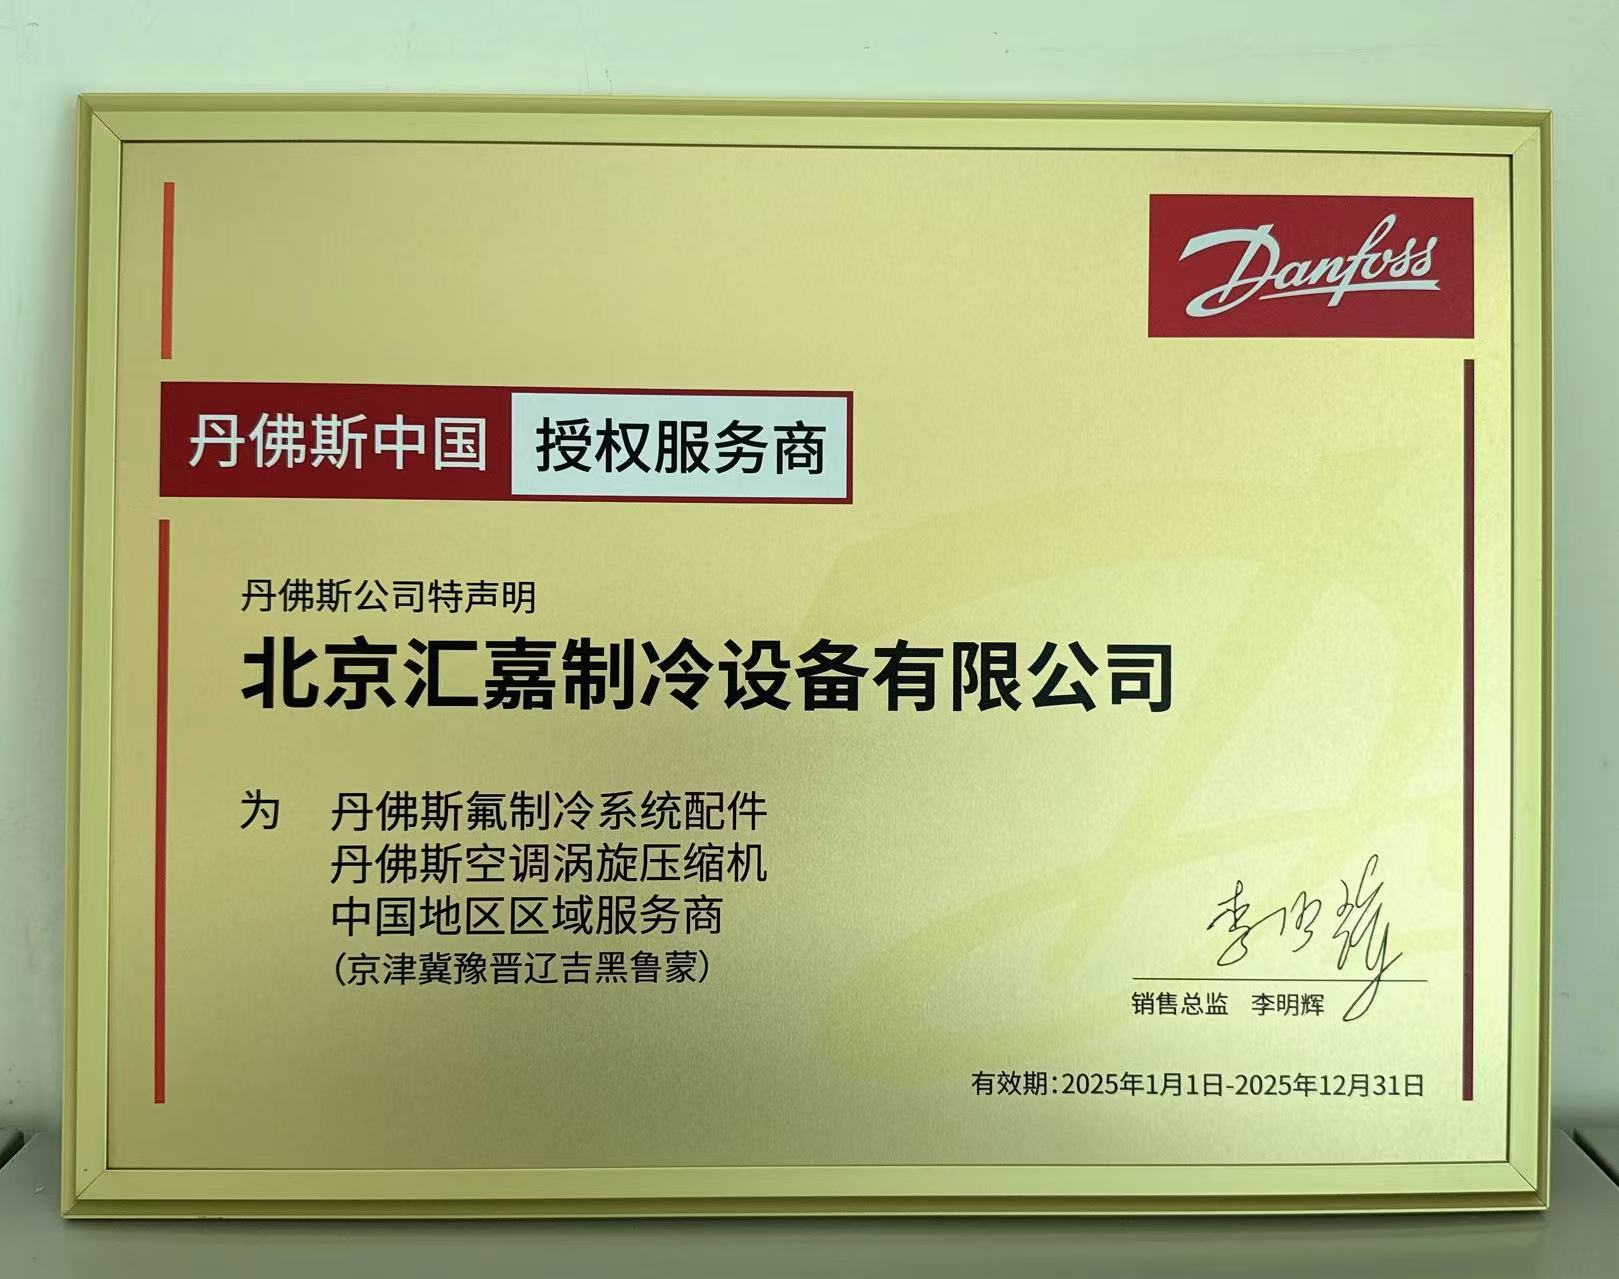 Danfoss
丹佛斯中国 授权服务商
丹佛斯公司特声明
北京汇嘉制冷设备有限公司
为 丹佛斯氟制冷系统配件
丹佛斯空调涡旋压缩机
中国地区区域服务商
(京津冀豫晋辽吉黑鲁蒙)
李明辉
销售总监 李明辉
有效期:2025年1月1日-2025年12月31日